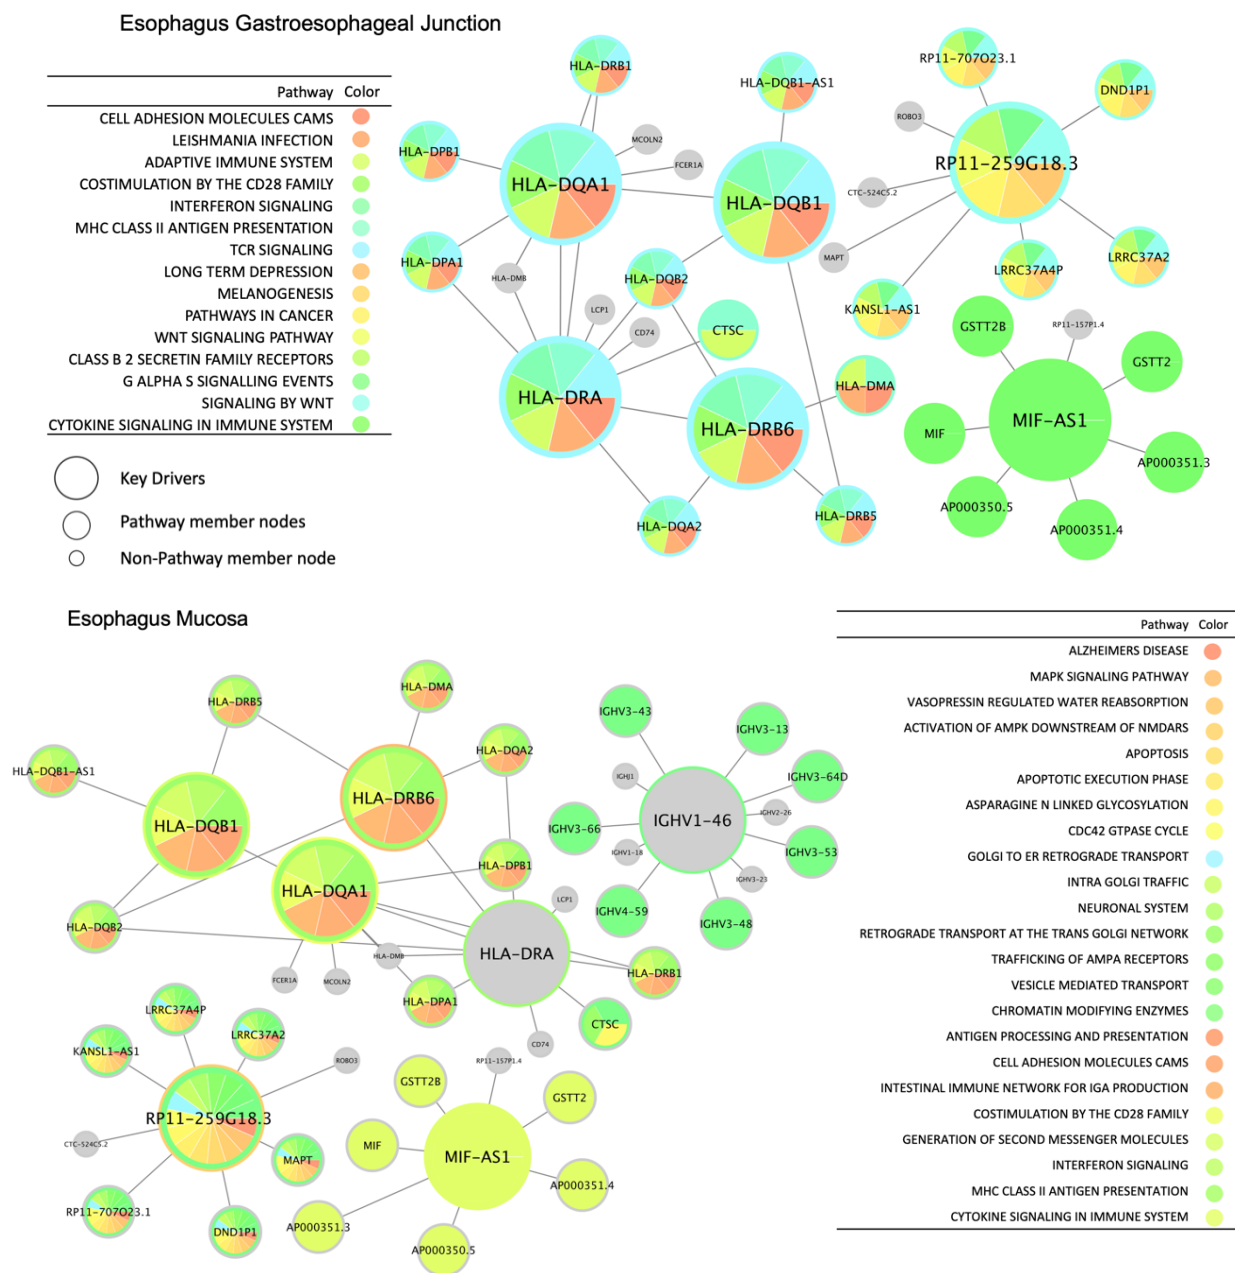 Esophagus Gastroesophageal Junction
Pathway Color
CELL ADHESION MOLECULES CAMS
LEISHMANIA INFECTION
ADAPTIVE IMMUNE SYSTEM
COSTIMULATION BY THE CD28 FAMILY
INTERFERON SIGNALING
MHC CLASS II ANTIGEN PRESENTATION
TCR SIGNALING
LONG TERM DEPRESSION
MELANOGENESIS
PATHWAYS IN CANCER
WNT SIGNALING PATHWAY
CLASS B 2 SECRETIN FAMILY RECEPTORS
G ALPHA S SIGNALLING EVENTS
SIGNALING BY WNT
CYTOKINE SIGNALING IN IMMUNE SYSTEM
Key Drivers
Pathway member nodes
Non-Pathway member node
HLA-DRB1
HLA-DQB1-AS1
HLA-DPB1
MCOLN2
FCER1A
HLA-DQA1
HLA-DQB1
HLA-DPA1
HLA-DMB
HLA-DQB2
LCP1
CD74
CTSC
HLA-DRA
HLA-DMA
HLA-DRB6
HLA-DQA2
HLA-DRB5
RP11-707O23.1
DND1P1
ROBO3
RP11-259G18.3
CTC-524C5.2
MAPT
LRRC37A4P
LRRC37A2
KANSL1-AS1
GSTT2B
RP11-157P1.4
GSTT2
MIF-AS1
MIF
AP000351.3
AP000350.5
AP000351.4
Esophagus Mucosa
HLA-DRB5
HLA-DMA
HLA-DQA2
HLA-DQB1-AS1
HLA-DRB6
HLA-DQB1
HLA-DPB1
HLA-DQA1
LCP1
HLA-DQB2
HLA-DRA
HLA-DMB
FCER1A
MCOLN2
HLA-DRB1
HLA-DPA1
CTSC
CD74
IGHV3-43
IGHV3-13
IGHJ1
IGHV3-64D
IGHV2-26
IGHV1-46
IGHV3-66
IGHV1-18
IGHV3-53
IGHV3-23
IGHV4-59
IGHV3-48
LRRC37A4P
LRRC37A2
KANSL1-AS1
ROBO3
RP11-259G18.3
CTC-524C5.2
MAPT
RP11-707O23.1
DND1P1
RP11-157P1.4
GSTT2B
GSTT2
MIF
MIF-AS1
AP000351.4
AP000351.3
AP000350.5
Pathway Color
ALZHEIMERS DISEASE
MAPK SIGNALING PATHWAY
VASOPRESSIN REGULATED WATER REABSORPTION
ACTIVATION OF AMPK DOWNSTREAM OF NMDARS
APOPTOSIS
APOPTOTIC EXECUTION PHASE
ASPARAGINE N LINKED GLYCOSYLATION
CDC42 GTPASE CYCLE
GOLGI TO ER RETROGRADE TRANSPORT
INTRA GOLGI TRAFFIC
NEURONAL SYSTEM
RETROGRADE TRANSPORT AT THE TRANS GOLGI NETWORK
TRAFFICKING OF AMPA RECEPTORS
VESICLE MEDIATED TRANSPORT
CHROMATIN MODIFYING ENZYMES
ANTIGEN PROCESSING AND PRESENTATION
CELL ADHESION MOLECULES CAMS
INTESTINAL IMMUNE NETWORK FOR IGA PRODUCTION
COSTIMULATION BY THE CD28 FAMILY
GENERATION OF SECOND MESSENGER MOLECULES
INTERFERON SIGNALING
MHC CLASS II ANTIGEN PRESENTATION
CYTOKINE SIGNALING IN IMMUNE SYSTEM